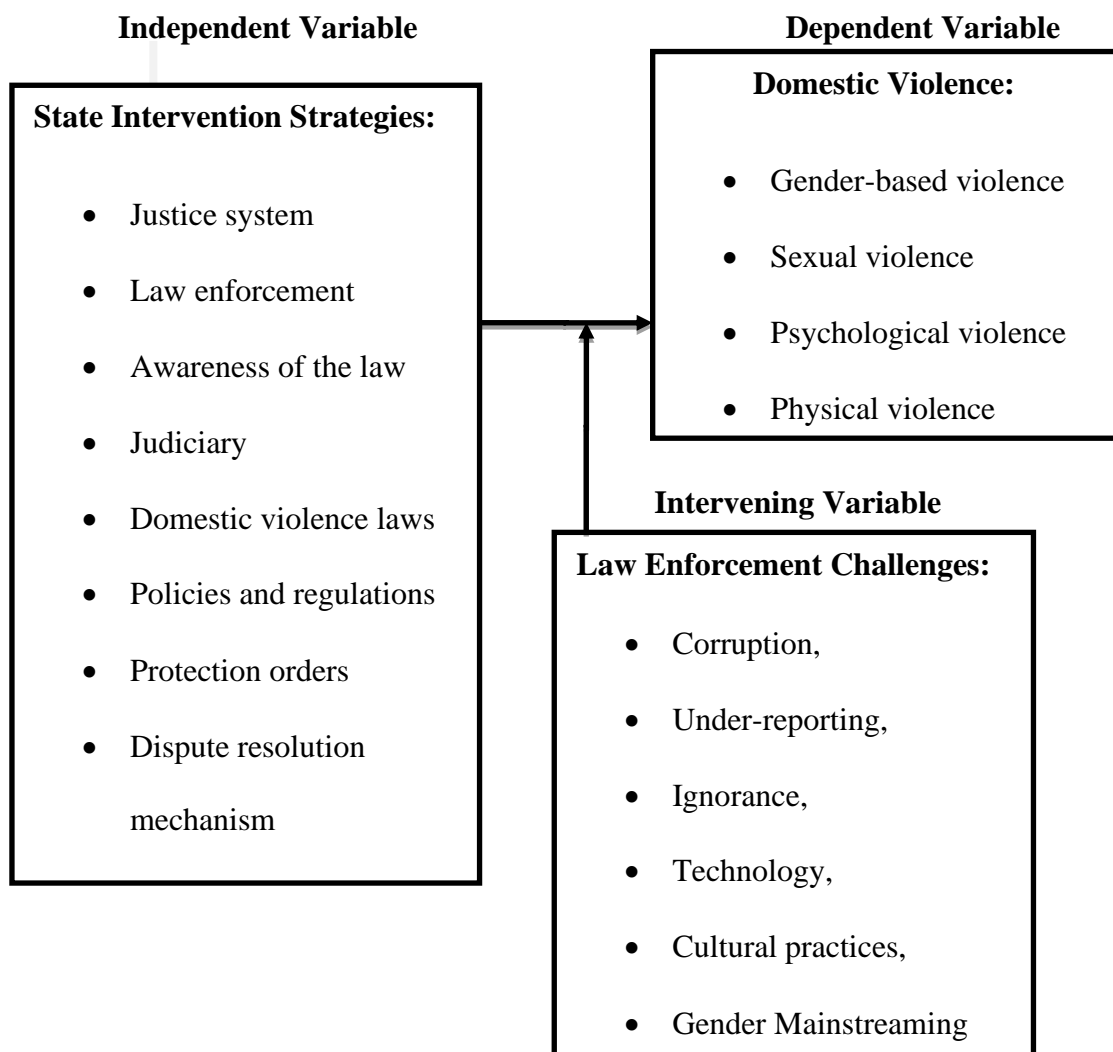 Independent Variable
State Intervention Strategies:
• Justice system
• Law enforcement
• Awareness of the law
• Judiciary
• Domestic violence laws
• Policies and regulations
• Protection orders
• Dispute resolution
mechanism
Dependent Variable
Domestic Violence:
• Gender-based violence
• Sexual violence
• Psychological violence
• Physical violence
Intervening Variable
Law Enforcement Challenges:
• Corruption,
• Under-reporting,
• Ignorance,
• Technology,
• Cultural practices,
• Gender Mainstreaming